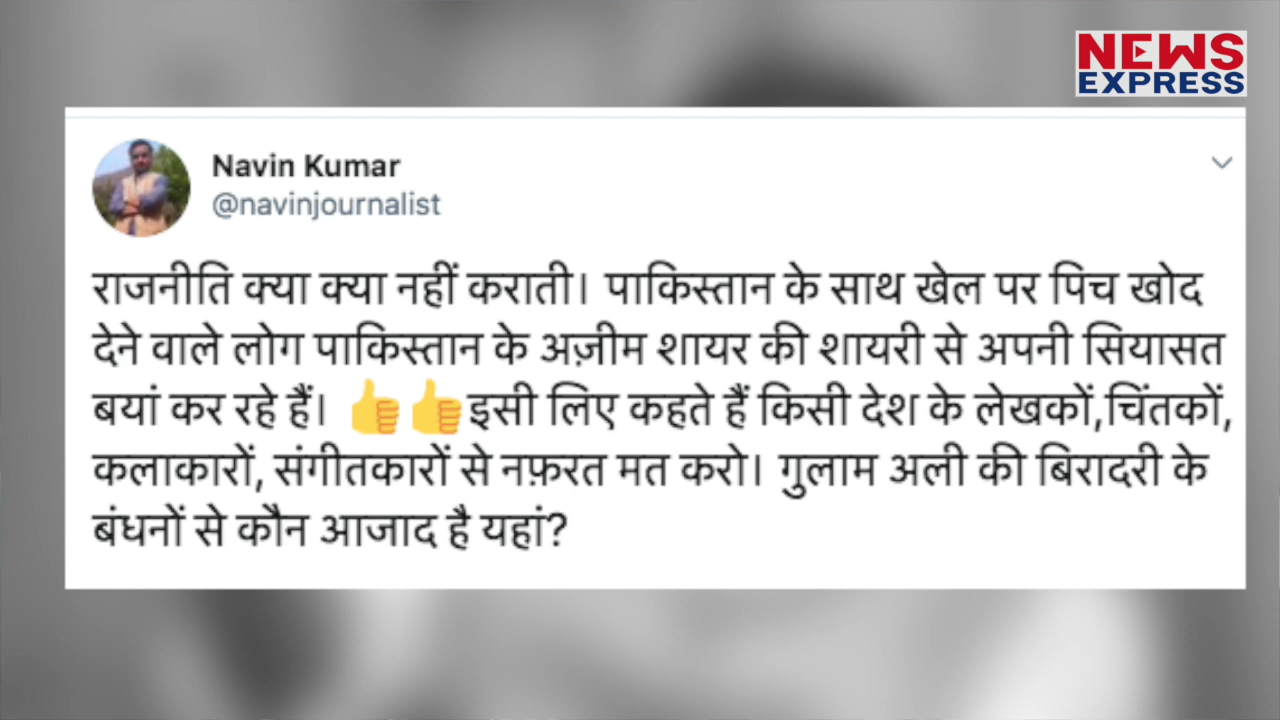 NEWS
EXPRESS
Navin Kumar
@navinjournalist
राजनीति क्या क्या नहीं कराती। पाकिस्तान के साथ खेल पर पिच खोद
देने वाले लोग पाकिस्तान के अज़ीम शायर की शायरी से अपनी सियासत
बयां कर रहे हैं। 👍👍इसी लिए कहते हैं किसी देश के लेखकों,चिंतकों,
कलाकारों, संगीतकारों से नफ़रत मत करो। गुलाम अली की बिरादरी के
बंधनों से कौन आजाद है यहां?